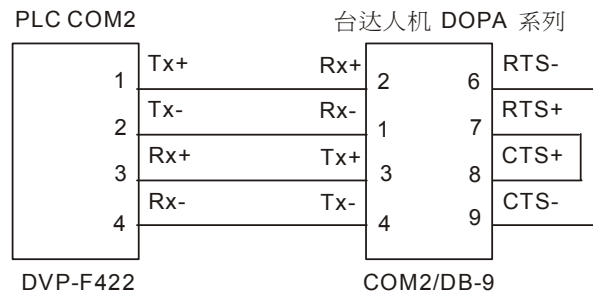 PLC COM2 台达人机 DOPA 系列
1 Tx+ Rx+ 2 6 RTS-
2 Tx- Rx- 1 7 RTS+
3 Rx+ Tx+ 3 8 CTS+
4 Rx- Tx- 4 9 CTS-
DVP-F422 COM2/DB-9